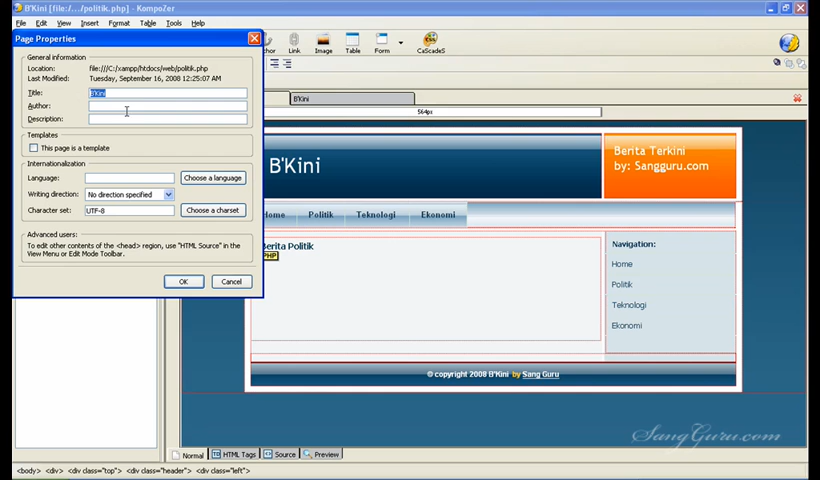 B'Kini [file:/.../politik.php] - KompoZer
File Edit View Insert Format Table Tools Help
Page Properties
Link Image Table Form CaScadeS
General information
Location: file:///C:/xampp/htdocs/web/politik.php
Last Modified: Tuesday, September 16, 2008 12:25:07 AM
Title: B'Kini
Author:
Description:
Templates
This page is a template
Internationalization
Language: Choose a language
Writing direction: No direction specified
Character set: UTF-8 Choose a charset
Advanced users:
To edit other contents of the <head> region, use "HTML Source" in the
View Menu or Edit Mode Toolbar.
OK Cancel
B'Kini
564px
B'Kini
Berita Terkini
by: Sangguru.com
Politik Teknologi Ekonomi
Berita Politik
PHP
Navigation:
Home
Politik
Teknologi
Ekonomi
© copyright 2008 B'Kini by Sang Guru
SangGuru.com
Normal HTML Tags Source Preview
<body> <div> <div class="top"> <div class="header"> <div class="left">